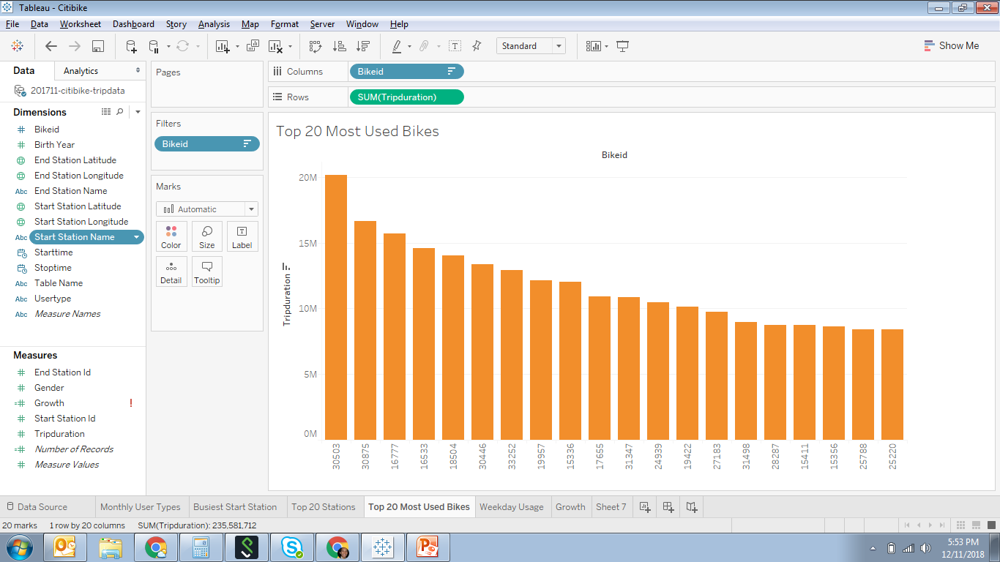 Tableau - Citibike
File Data Worksheet Dashboard Story Analysis Map Format Server Window Help
Standard
Show Me
Data Analytics
201711-citibike-tripdata
Dimensions
Bikeid
Birth Year
End Station Latitude
End Station Longitude
Abc End Station Name
Start Station Latitude
Start Station Longitude
Abc Start Station Name
Starttime
Stoptime
Abc Table Name
Abc Usertype
Abc Measure Names
Measures
End Station Id
Gender
Growth !
Start Station Id
Tripduration
Number of Records
Measure Values
Pages
Filters
Bikeid
Marks
Automatic
Color Size Label
Detail Tooltip
Columns Bikeid
Rows SUM(Tripduration)
Top 20 Most Used Bikes
Bikeid
20M
15M
10M
5M
0M
Tripduration
30503 30875 16777 16533 18504 30446 33252 19957 15336 17655 31347 24939 19422 27183 31498 28287 15411 15356 25788 25220
Data Source Monthly User Types Busiest Start Station Top 20 Stations Top 20 Most Used Bikes Weekday Usage Growth Sheet 7
20 marks 1 row by 20 columns SUM(Tripduration): 235,581,712
5:53 PM
12/11/2018